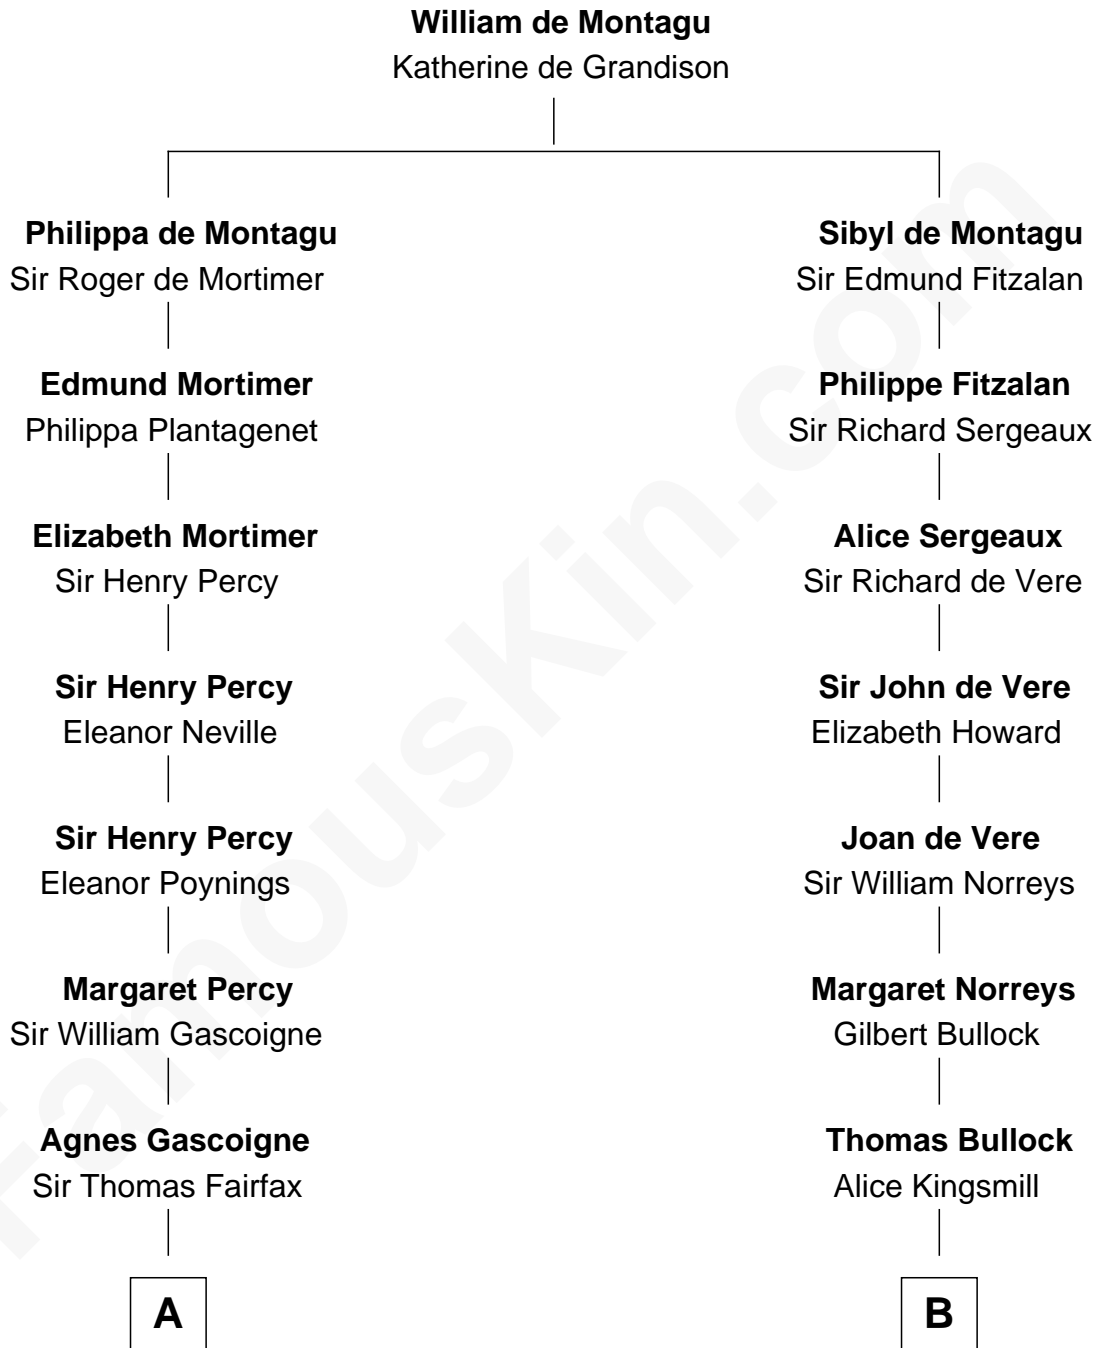 William de Montagu
Katherine de Grandison
Philippa de Montagu
Sir Roger de Mortimer
Sibyl de Montagu
Sir Edmund Fitzalan
Edmund Mortimer
Philippa Plantagenet
Philippe Fitzalan
Sir Richard Sergeaux
Elizabeth Mortimer
Sir Henry Percy
Alice Sergeaux
Sir Richard de Vere
Sir Henry Percy
Eleanor Neville
Sir John de Vere
Elizabeth Howard
Sir Henry Percy
Eleanor Poynings
Joan de Vere
Sir William Norreys
Margaret Percy
Sir William Gascoigne
Margaret Norreys
Gilbert Bullock
Agnes Gascoigne
Sir Thomas Fairfax
Thomas Bullock
Alice Kingsmill
A
B
FamousKin.com